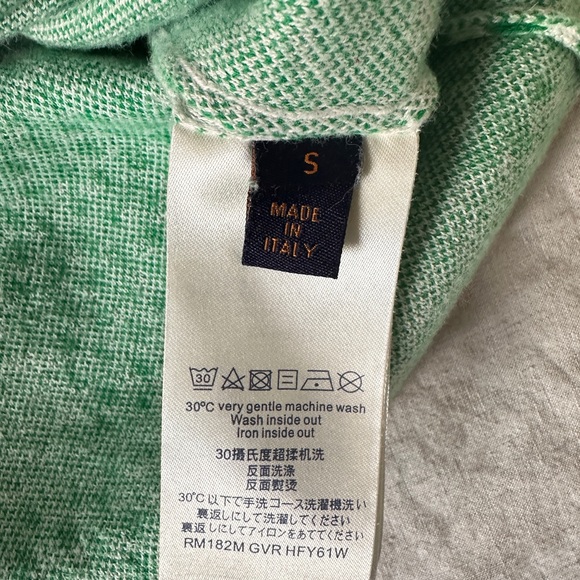 S
MADE
IN
ITALY
30
30°C very gentle machine wash
Wash inside out
Iron inside out
30摄氏度超揉机洗
反面洗涤
反面熨烫
30℃以下で手洗コース洗濯機洗い
裏返しにして洗濯してください
裏返しにしてアイロンをあててください
RM182M GVR HFY61W